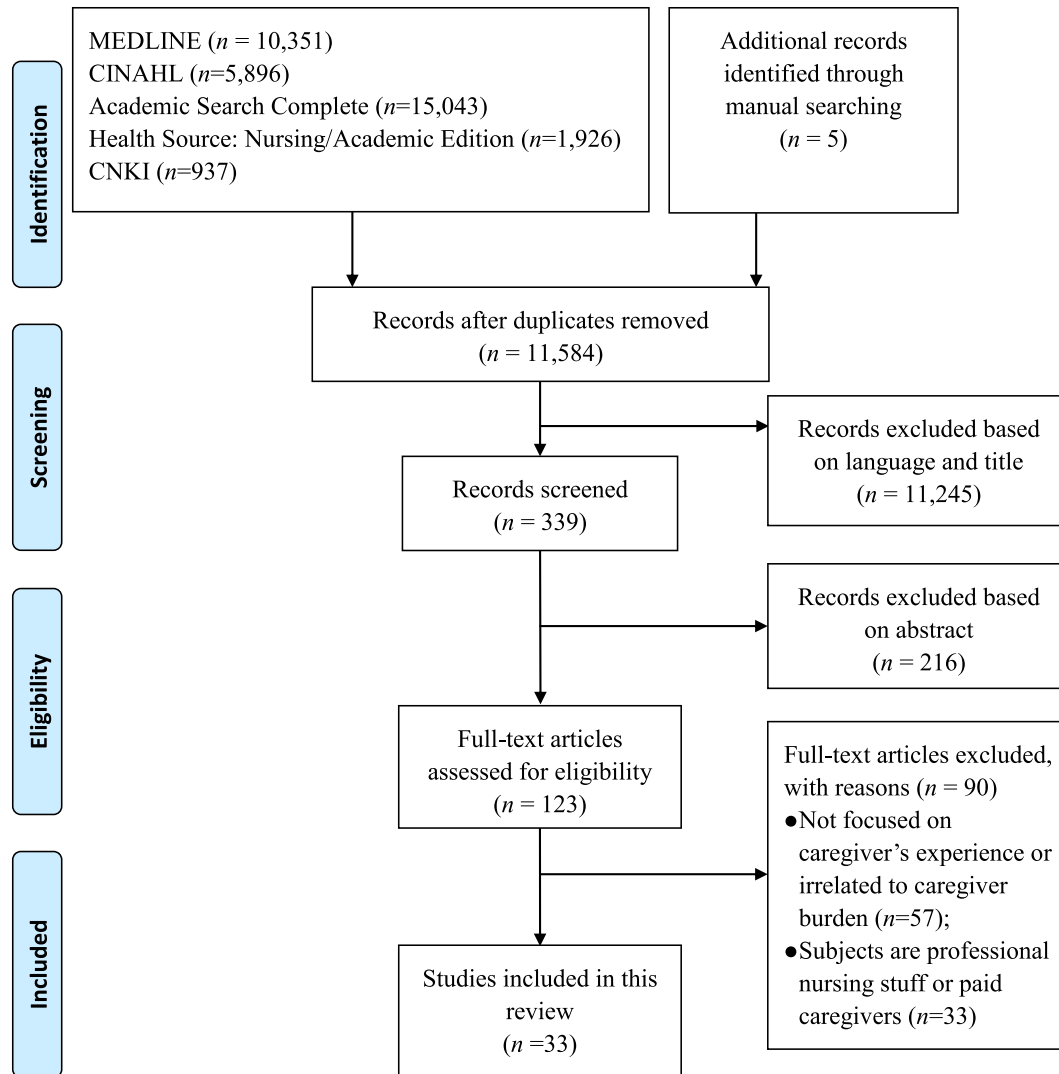 MEDLINE (n = 10,351)
CINAHL (n=5,896)
Academic Search Complete (n=15,043)
Health Source: Nursing/Academic Edition (n=1,926)
CNKI (n=937)
Additional records
identified through
manual searching
(n = 5)
Identification
Records after duplicates removed
(n = 11,584)
Screening
Records excluded based
on language and title
(n = 11,245)
Records screened
(n = 339)
Records excluded based
on abstract
(n = 216)
Eligibility
Full-text articles
assessed for eligibility
(n = 123)
Full-text articles excluded,
with reasons (n = 90)
●Not focused on
caregiver’s experience or
irrelated to caregiver
burden (n=57);
●Subjects are professional
nursing stuff or paid
caregivers (n=33)
Included
Studies included in this
review
(n =33)